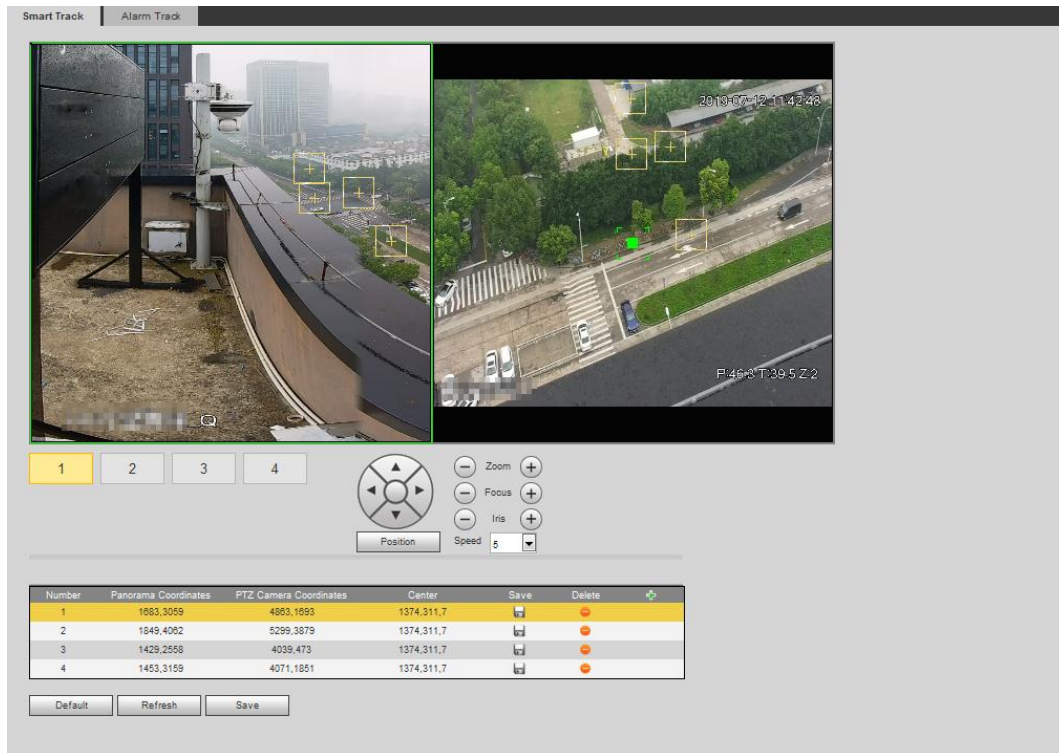 Smart Track Alarm Track
2019-07-12 11:42:48
P:46.8 T:39.5 Z:2
1 2 3 4
Zoom
Focus
Iris
Position Speed 5
Number Panorama Coordinates PTZ Camera Coordinates Center Save Delete
1 1683,3059 4863,1693 1374,311,7
2 1849,4062 5299,3879 1374,311,7
3 1429,2558 4039,473 1374,311,7
4 1453,3159 4071,1851 1374,311,7
Default Refresh Save